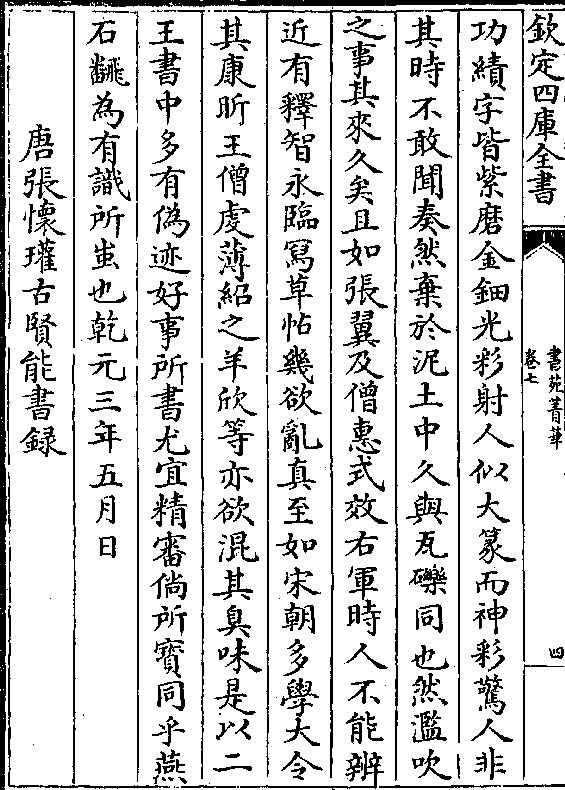 欽定四庫全書
書苑菁華
卷七
四
功績字皆紫磨金鈿光彩射人似大篆而神彩驚人非
其時不敢聞奏然棄於泥土中久與瓦礫同也然濫吹
之事其來久矣且如張翼及僧惠式效右軍時人不能辨
近有釋智永臨寫草帖幾欲亂真至如宋朝多學大令
其康昕王僧虔薄紹之羊欣等亦欲混其臭味是以二
王書中多有偽迹好事所書尤宜精審倘所寳同乎燕
石翻為有識所蚩也乾元三年五月日
唐張懷瓘古賢能書録